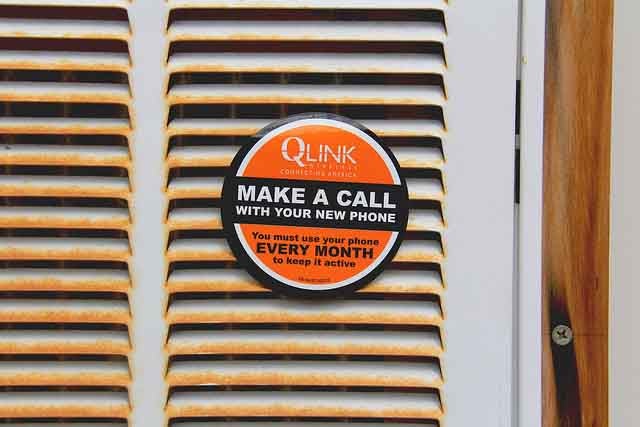 QLINK
WIRELESS
CONNECTING AMERICA
MAKE A CALL
WITH YOUR NEW PHONE
You must use your phone
EVERY MONTH
to keep it active